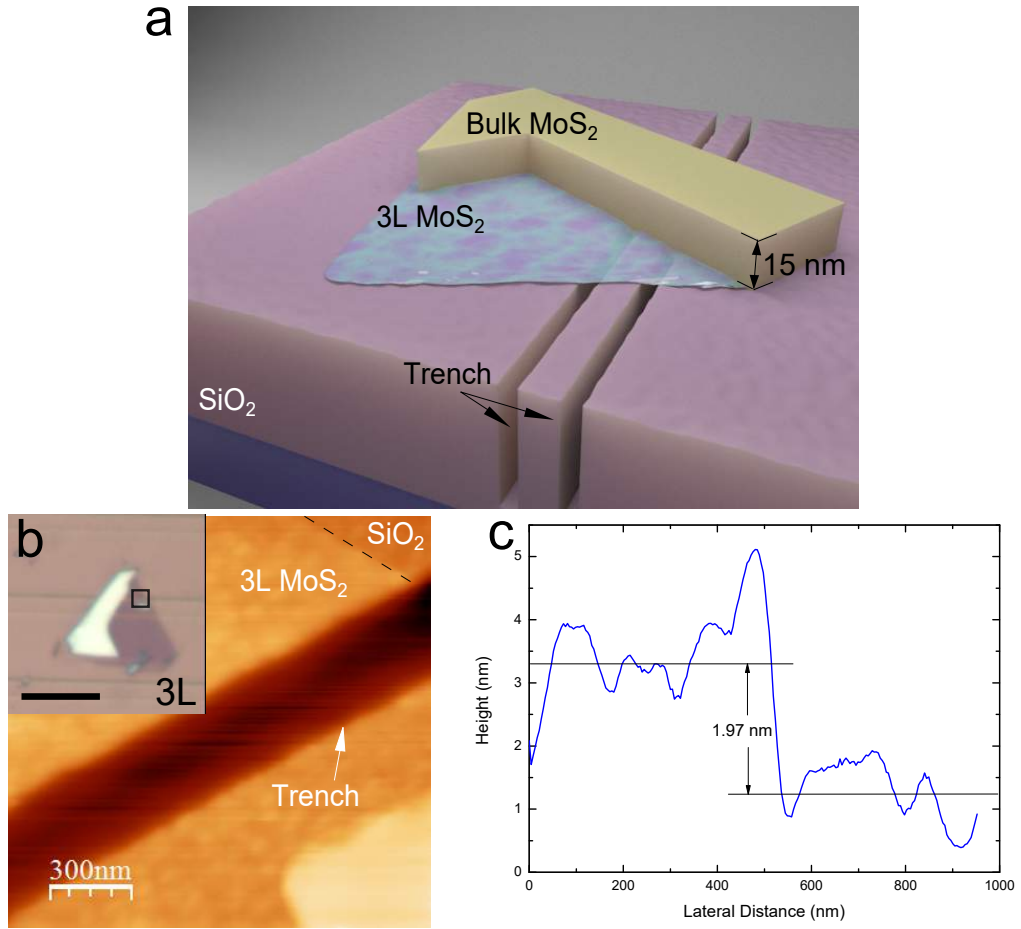 a
Bulk MoS₂
3L MoS₂
15 nm
Trench
SiO₂
b
SiO₂
3L MoS₂
3L
Trench
300nm
c
5
4
3
2
1
0
Height (nm)
1.97 nm
0 200 400 600 800 1000
Lateral Distance (nm)